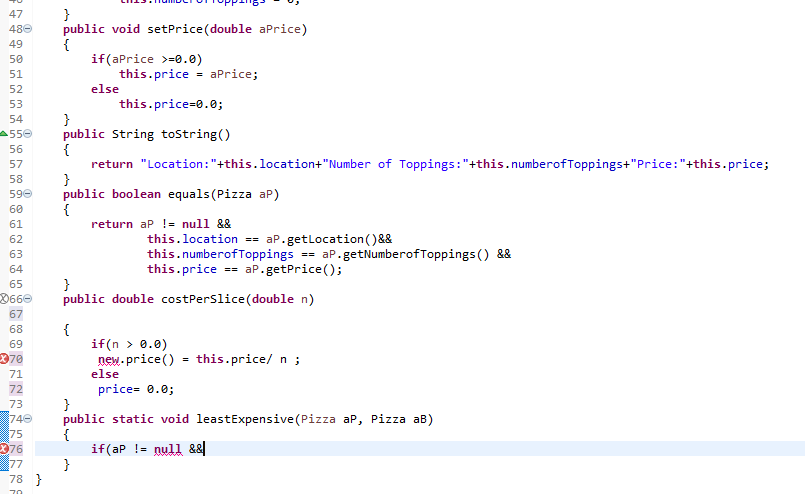 46 this.numberofToppings = 0;
47 }
48 public void setPrice(double aPrice)
49 {
50 if(aPrice >=0.0)
51 this.price = aPrice;
52 else
53 this.price=0.0;
54 }
55 public String toString()
56 {
57 return "Location:"+this.location+"Number of Toppings:"+this.numberofToppings+"Price:"+this.price;
58 }
59 public boolean equals(Pizza aP)
60 {
61 return aP != null &&
62 this.location == aP.getLocation()&&
63 this.numberofToppings == aP.getNumberofToppings() &&
64 this.price == aP.getPrice();
65 }
66 public double costPerSlice(double n)
67
68 {
69 if(n > 0.0)
70 new.price() = this.price/ n ;
71 else
72 price= 0.0;
73 }
74 public static void leastExpensive(Pizza aP, Pizza aB)
75 {
76 if(aP != null &&
77 }
78 }
79